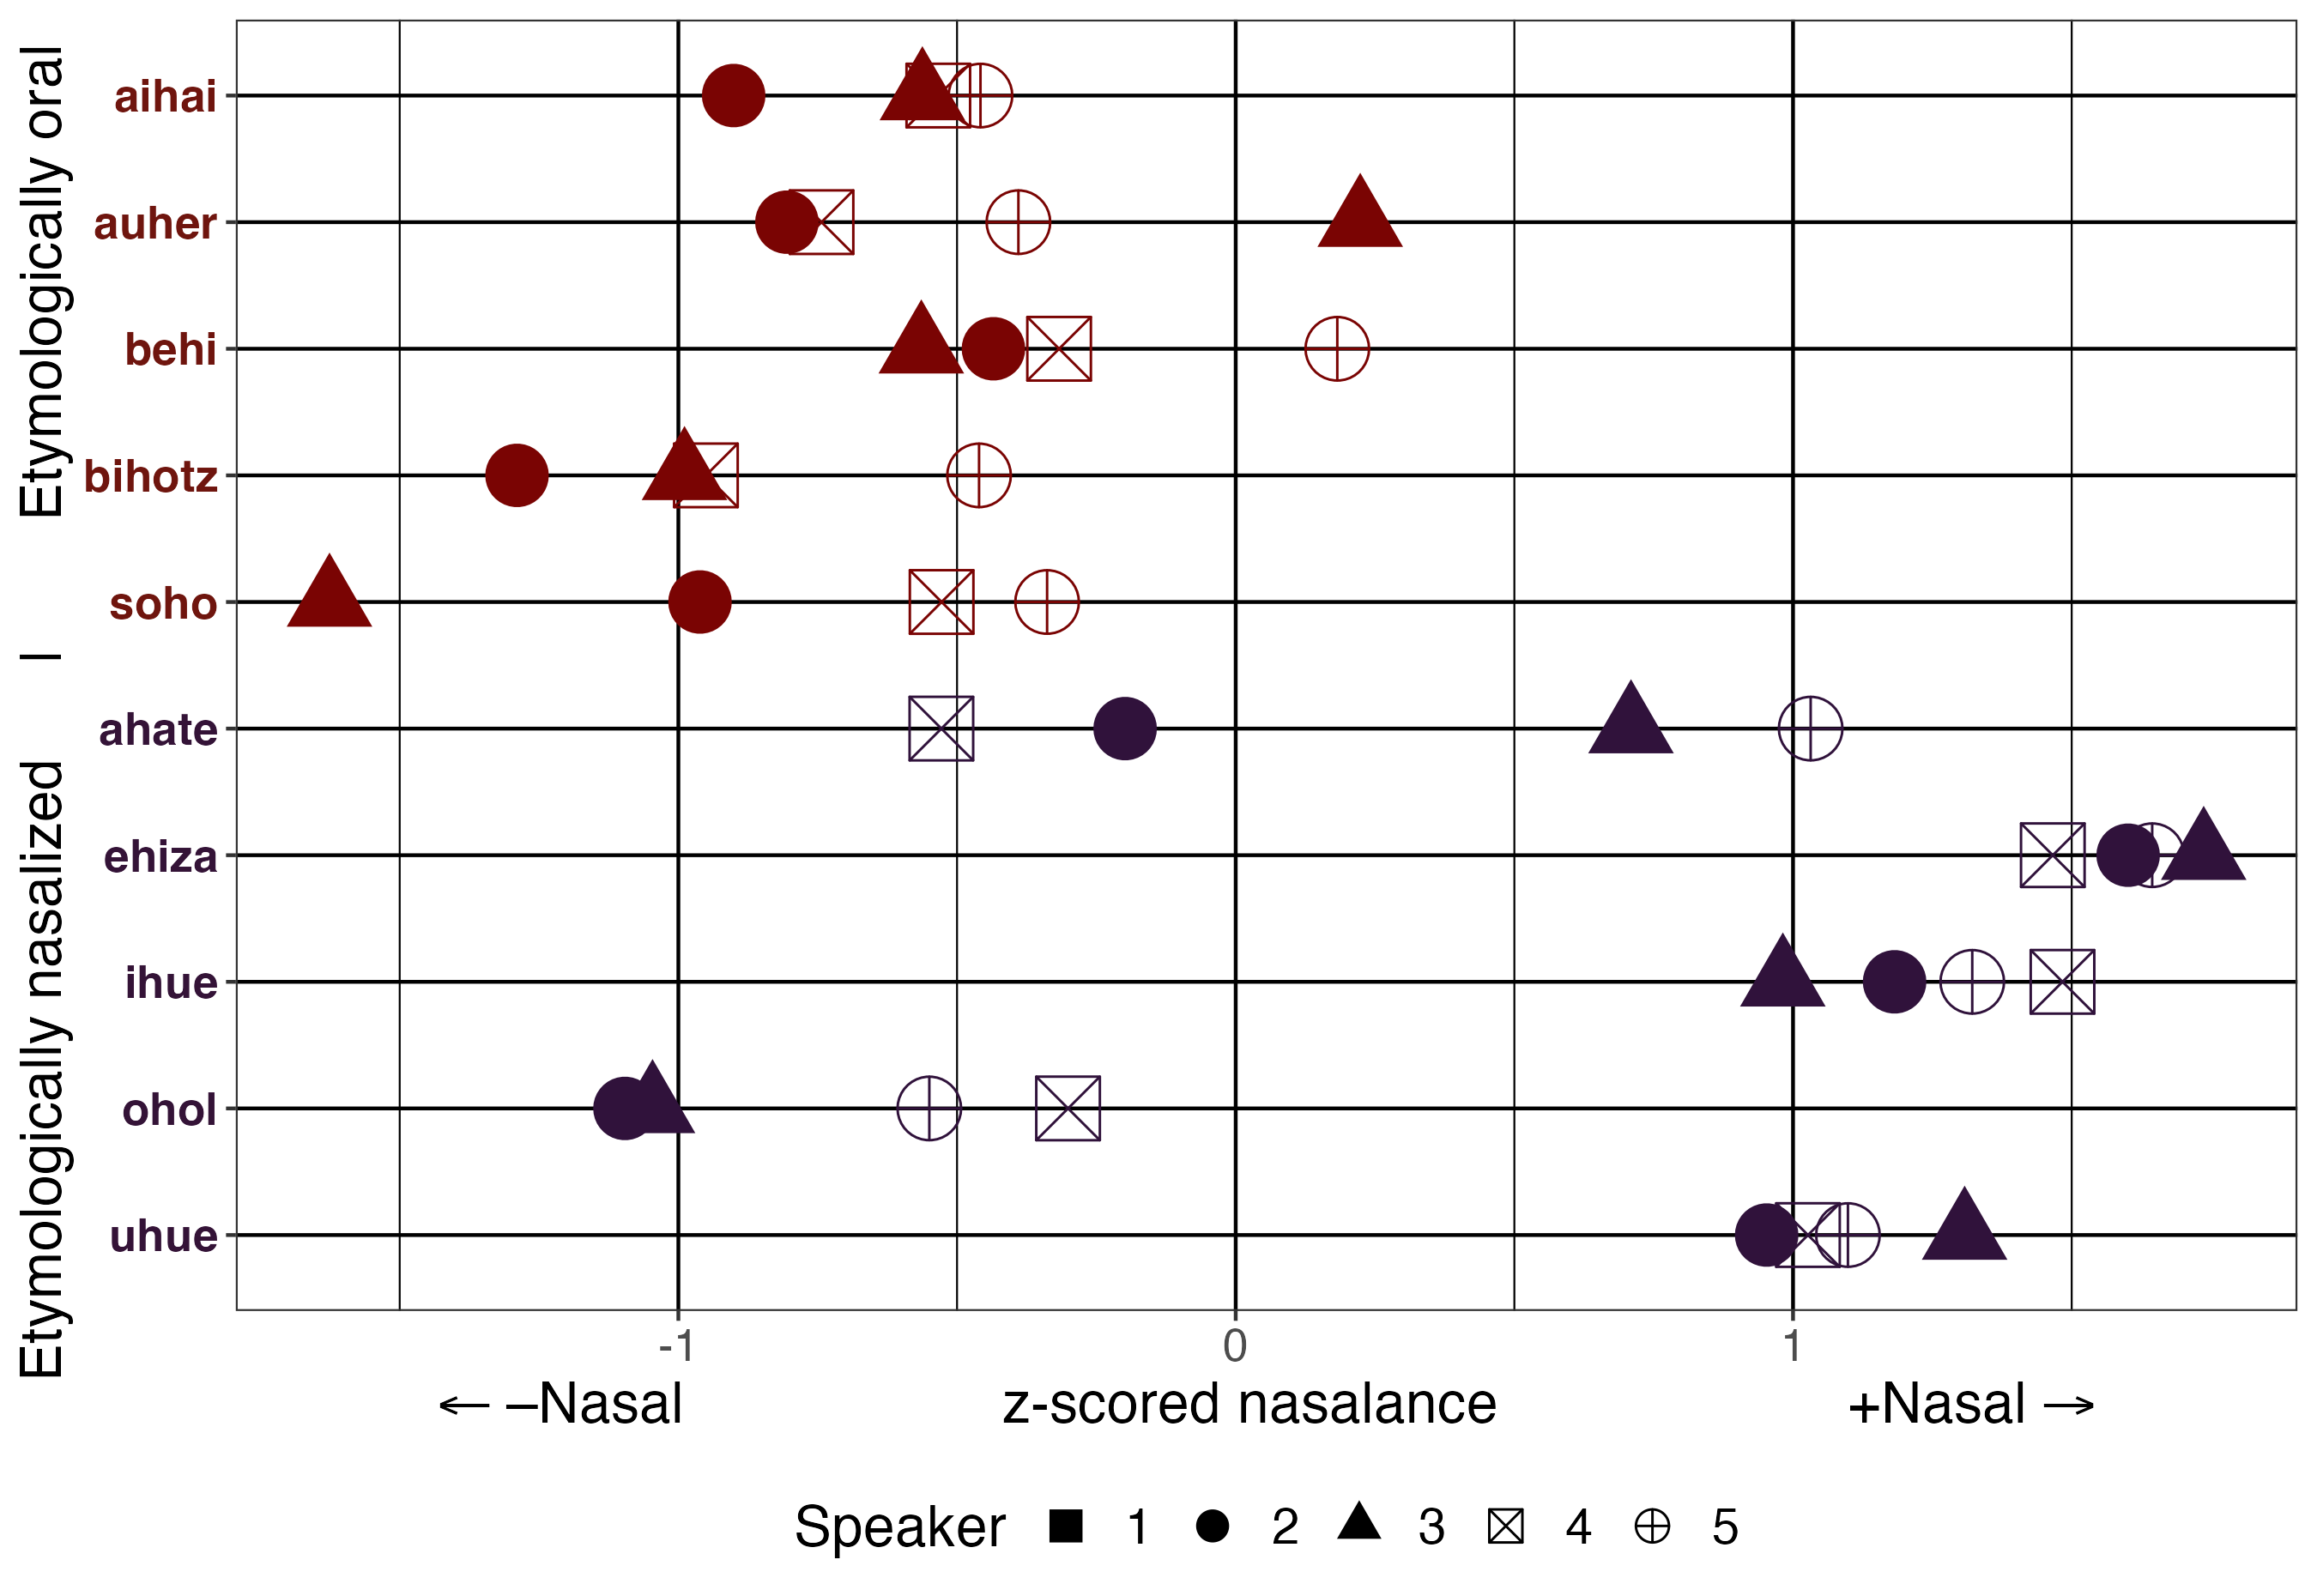 Etymologically nasalized | Etymologically oral
aihai
auher
behi
bihotz
soho
ahate
ehiza
ihue
ohol
uhue
-1 0 1
← –Nasal z-scored nasalance +Nasal →
Speaker 1 2 3 4 5